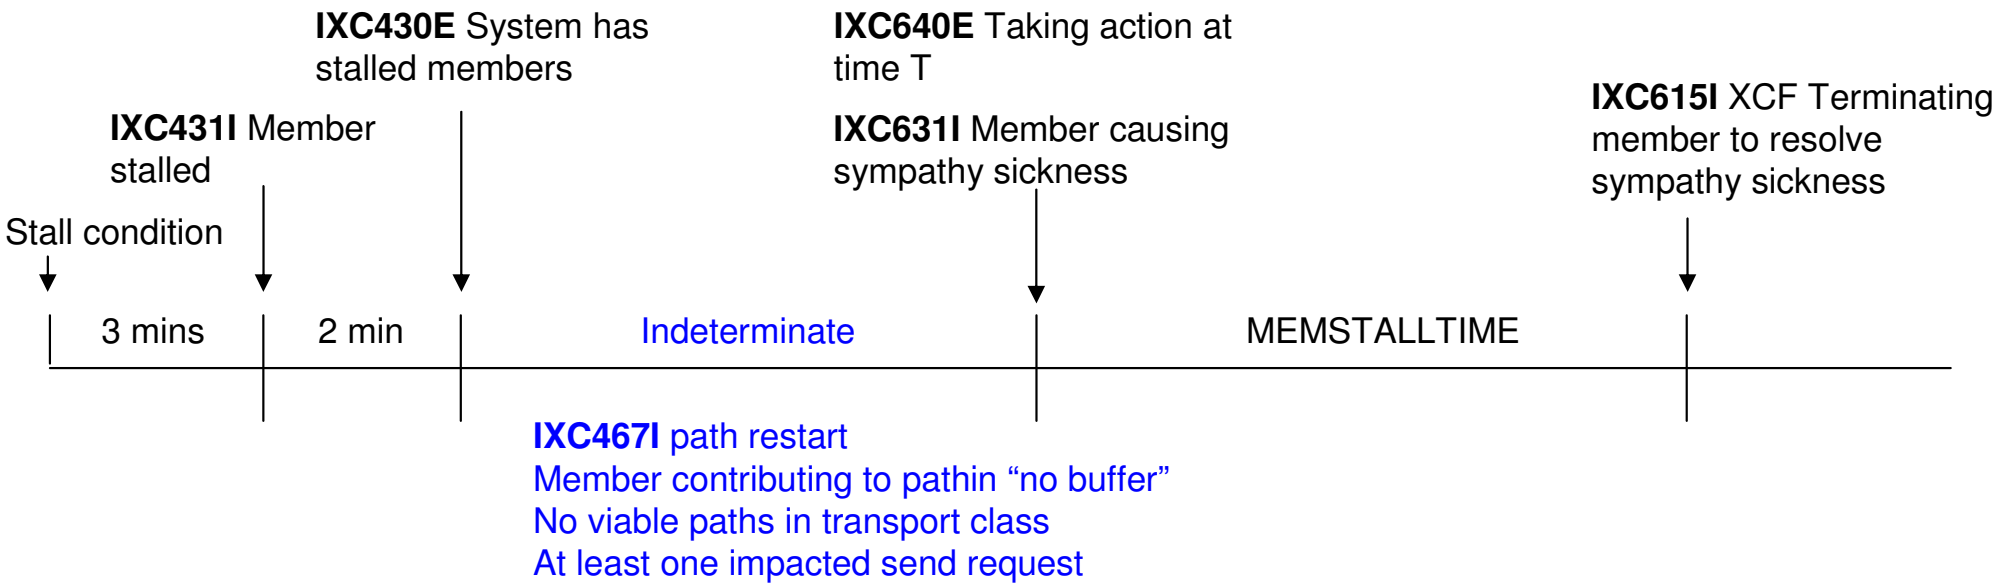 IXC430E System has
stalled members
IXC640E Taking action at
time T
IXC615I XCF Terminating
member to resolve
sympathy sickness
IXC431I Member
stalled
IXC631I Member causing
sympathy sickness
Stall condition
3 mins
2 min
Indeterminate
MEMSTALLTIME
IXC467I path restart
Member contributing to pathin “no buffer”
No viable paths in transport class
At least one impacted send request